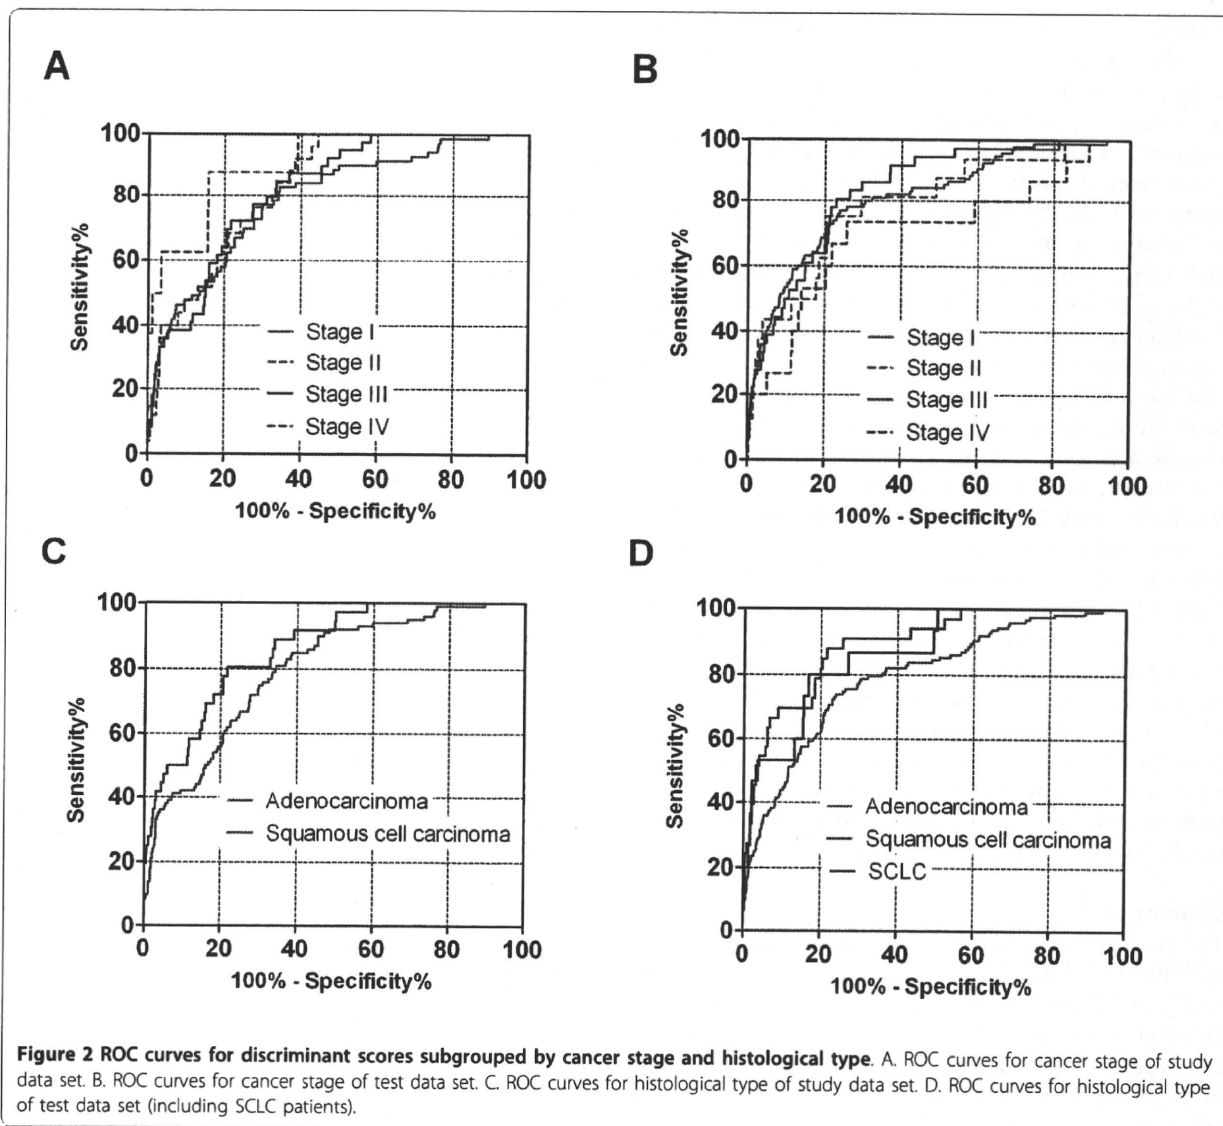 A
100
80
60
40
20
0
Sensitivity%
Stage I
Stage II
Stage III
Stage IV
0 20 40 60 80 100
100% - Specificity%
B
100
80
60
40
20
0
Sensitivity%
Stage I
Stage II
Stage III
Stage IV
0 20 40 60 80 100
100% - Specificity%
C
100
80
60
40
20
0
Sensitivity%
Adenocarcinoma
Squamous cell carcinoma
0 20 40 60 80 100
100% - Specificity%
D
100
80
60
40
20
0
Sensitivity%
Adenocarcinoma
Squamous cell carcinoma
SCLC
0 20 40 60 80 100
100% - Specificity%
Figure 2 ROC curves for discriminant scores subgrouped by cancer stage and histological type. A. ROC curves for cancer stage of study
data set. B. ROC curves for cancer stage of test data set. C. ROC curves for histological type of study data set. D. ROC curves for histological type
of test data set (including SCLC patients).